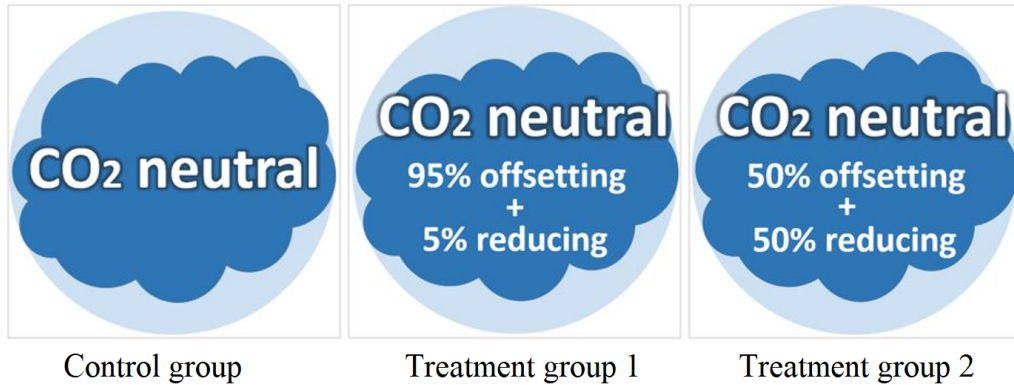 CO2 neutral
Control group
CO2 neutral
95% offsetting
+
5% reducing
Treatment group 1
CO2 neutral
50% offsetting
+
50% reducing
Treatment group 2